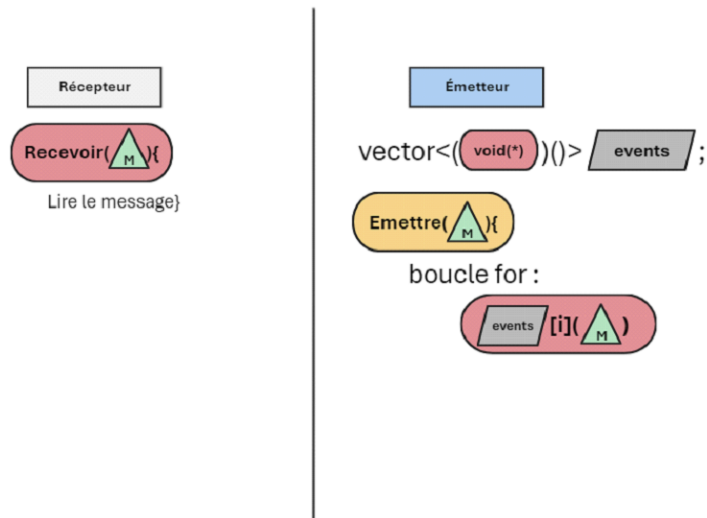 Récepteur
Recevoir(M){
Lire le message}
Émetteur
vector<((void(*))()> events ;
Emettre(M){
boucle for :
events[i](M)